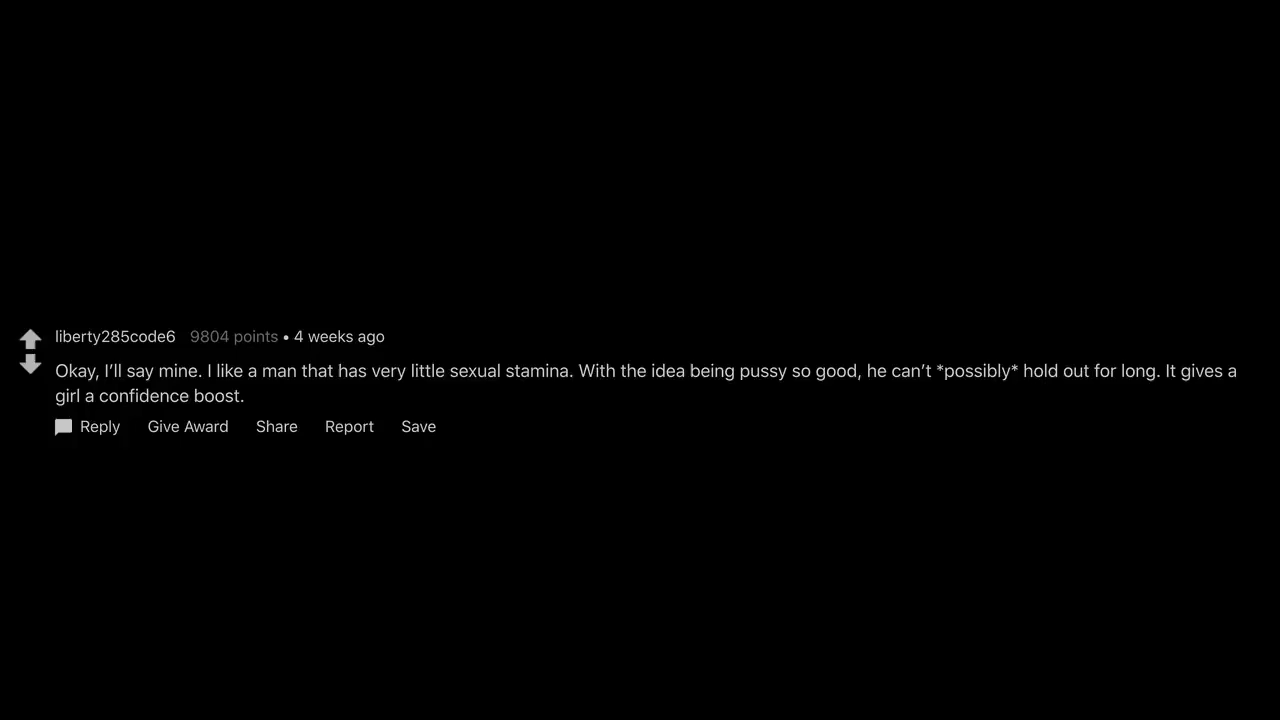 liberty285code6 9804 points • 4 weeks ago
Okay, I’ll say mine. I like a man that has very little sexual stamina. With the idea being pussy so good, he can’t *possibly* hold out for long. It gives a
girl a confidence boost.
Reply Give Award Share Report Save